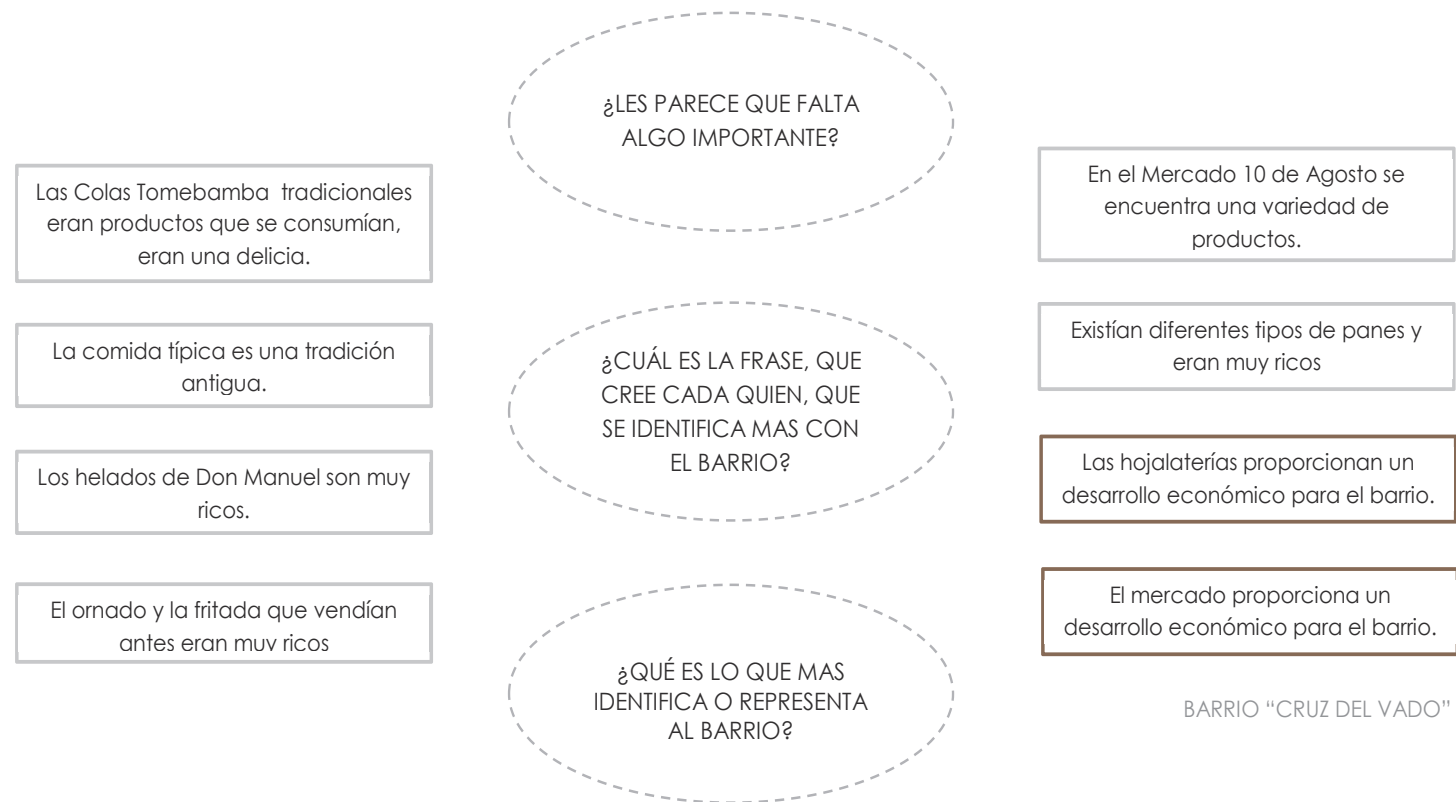 ¿LES PARECE QUE FALTA
ALGO IMPORTANTE?
Las Colas Tomebamba  tradicionales
eran productos que se consumían,
eran una delicia.
La comida típica es una tradición
antigua.
Los helados de Don Manuel son muy
ricos.
El ornado y la fritada que vendían
antes eran muy ricos
¿CUÁL ES LA FRASE, QUE
CREE CADA QUIEN, QUE
SE IDENTIFICA MAS CON
EL BARRIO?
¿QUÉ ES LO QUE MAS
IDENTIFICA O REPRESENTA
AL BARRIO?
En el Mercado 10 de Agosto se
encuentra una variedad de
productos.
Existían diferentes tipos de panes y
eran muy ricos
Las hojalaterías proporcionan un
desarrollo económico para el barrio.
El mercado proporciona un
desarrollo económico para el barrio.
BARRIO “CRUZ DEL VADO”